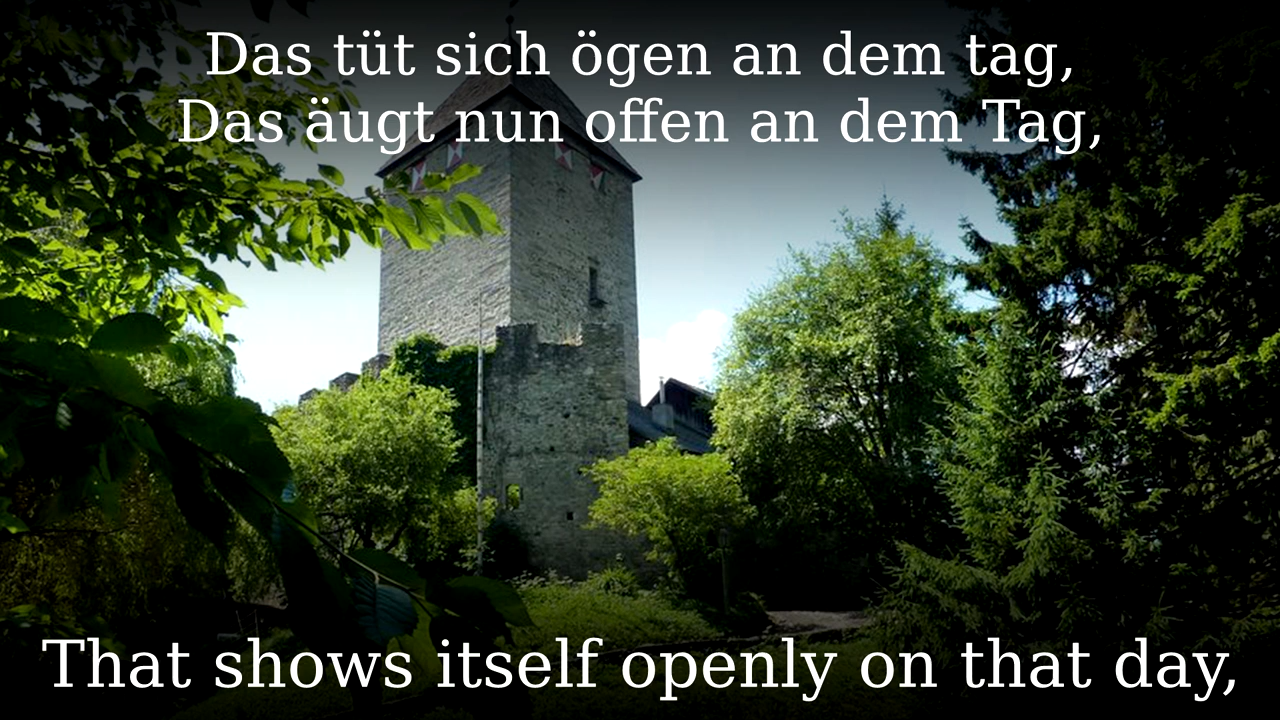 Das tüt sich ögen an dem tag,
Das äugt nun offen an dem Tag,
That shows itself openly on that day,